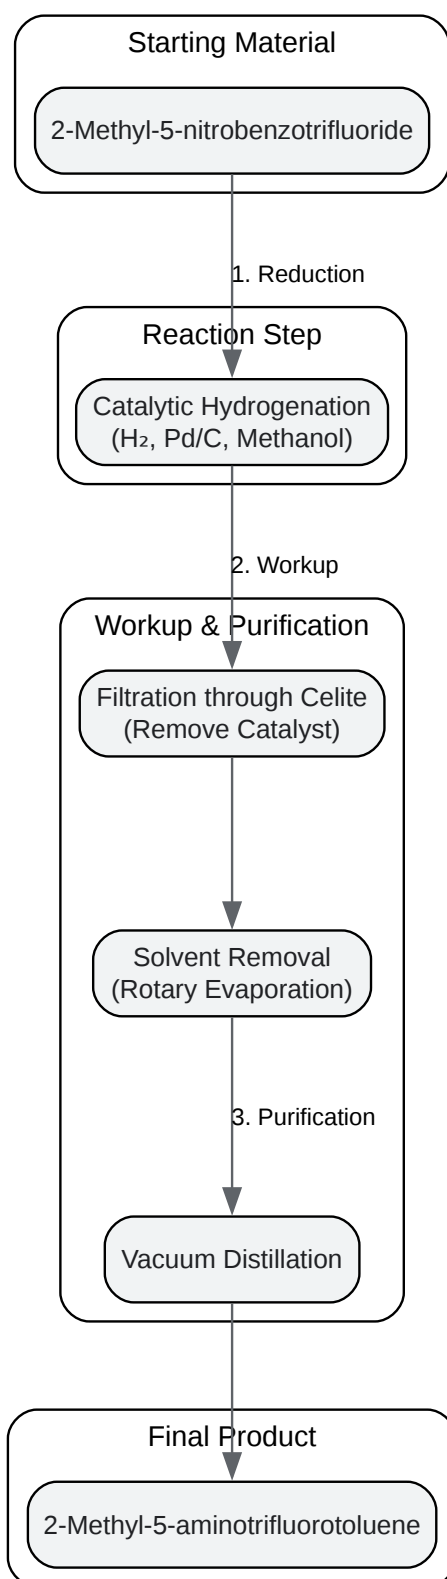 Starting Material
2-Methyl-5-nitrobenzotrifluoride
1. Reduction
Reaction Step
Catalytic Hydrogenation
(H₂, Pd/C, Methanol)
2. Workup
Workup & Purification
Filtration through Celite
(Remove Catalyst)
Solvent Removal
(Rotary Evaporation)
3. Purification
Vacuum Distillation
Final Product
2-Methyl-5-aminotrifluorotoluene